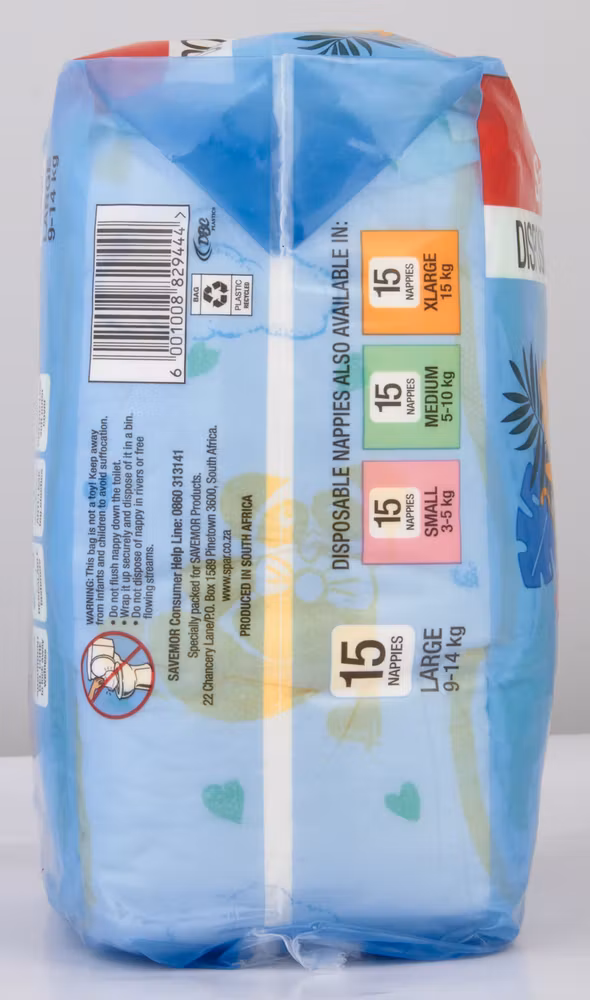 WARNING: This bag is not a toy! Keep away
from infants and children to avoid suffocation.
• Do not flush nappy down the toilet.
• Wrap it up securely and dispose of it in a bin.
• Do not dispose of nappy in rivers or free
flowing streams.
6 001008 829444 >
DBC
PLASTICS
BAG
PLASTIC
RECYCLED
SAVEMOR Consumer Help Line: 0860 313141
Specially packed for SAVEMOR Products.
22 Chancery Lane/P.O. Box 1589 Pinetown 3600, South Africa.
www.spar.co.za
PRODUCED IN SOUTH AFRICA
DISPOSABLE NAPPIES ALSO AVAILABLE IN:
15
NAPPIES
SMALL
3-5 kg
15
NAPPIES
MEDIUM
5-10 kg
15
NAPPIES
XLARGE
15 kg
15
NAPPIES
LARGE
9-14 kg
9-14 kg